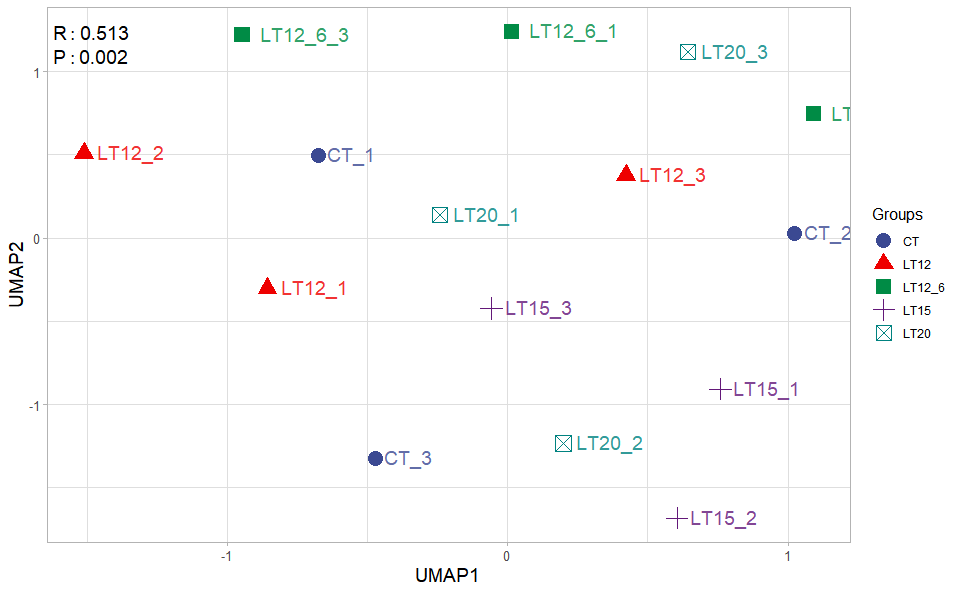 R : 0.513
P : 0.002
LT12_6_3
LT12_6_1
LT20_3
LT
LT12_2
CT_1
LT12_3
LT20_1
CT_2
LT12_1
LT15_3
LT15_1
LT20_2
CT_3
LT15_2
1
0
-1
UMAP2
-1
0
1
UMAP1
Groups
CT
LT12
LT12_6
LT15
LT20